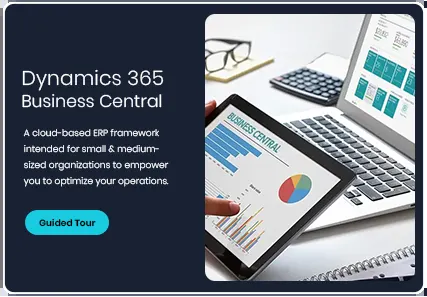 Dynamics 365
Business Central
A cloud-based ERP framework
intended for small & medium-
sized organizations to empower
you to optimize your operations.
Guided Tour
BUSINESS CENTRAL